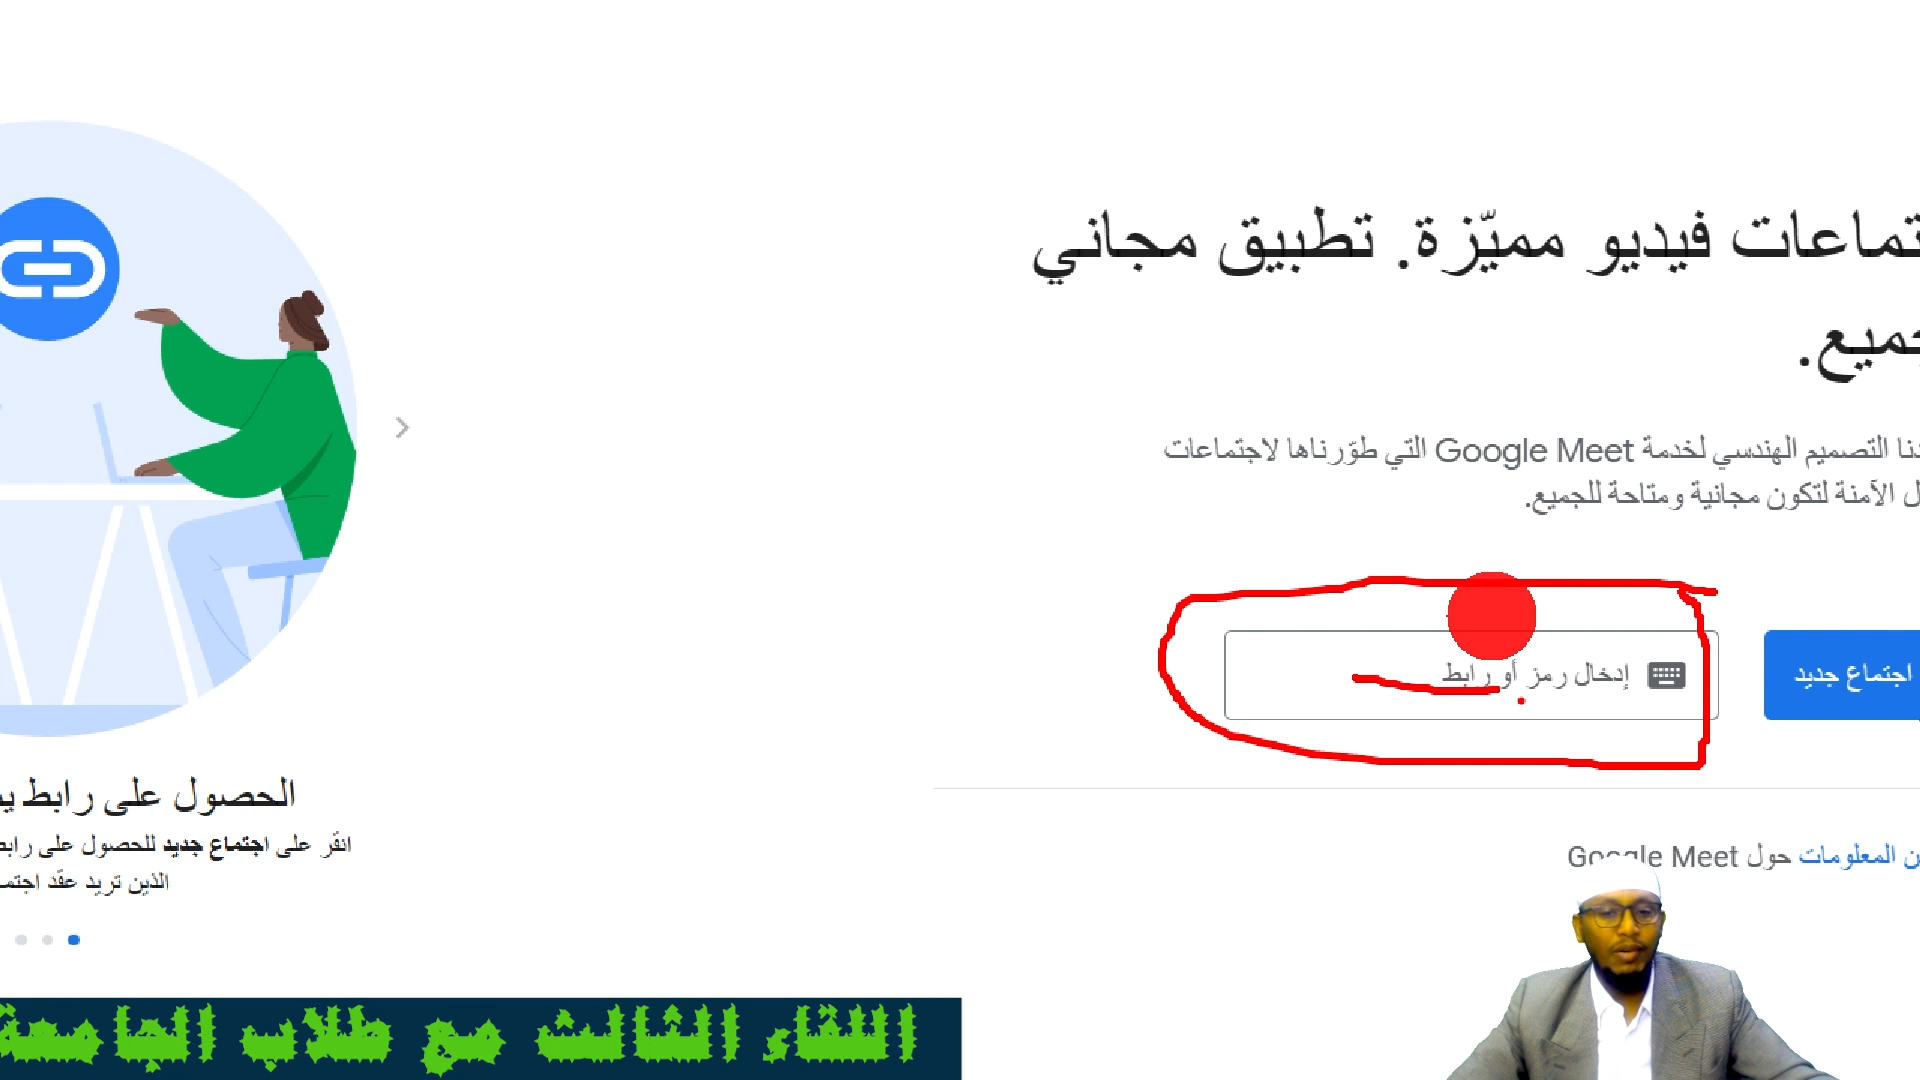 تماعات فيديو مميّزة. تطبيق مجاني
جميع.
دنا التصميم الهندسي لخدمة Google Meet التي طوّرناها لاجتماعات
ل الآمنة لتكون مجانية ومتاحة للجميع.
اجتماع جديد
إدخال رمز أو رابط
ن المعلومات حول Google Meet
الحصول على رابط
انقر على اجتماع جديد للحصول على رابط
الذين تريد عقد اجتم
اللقاء الثالث مع طلاب الجامعة